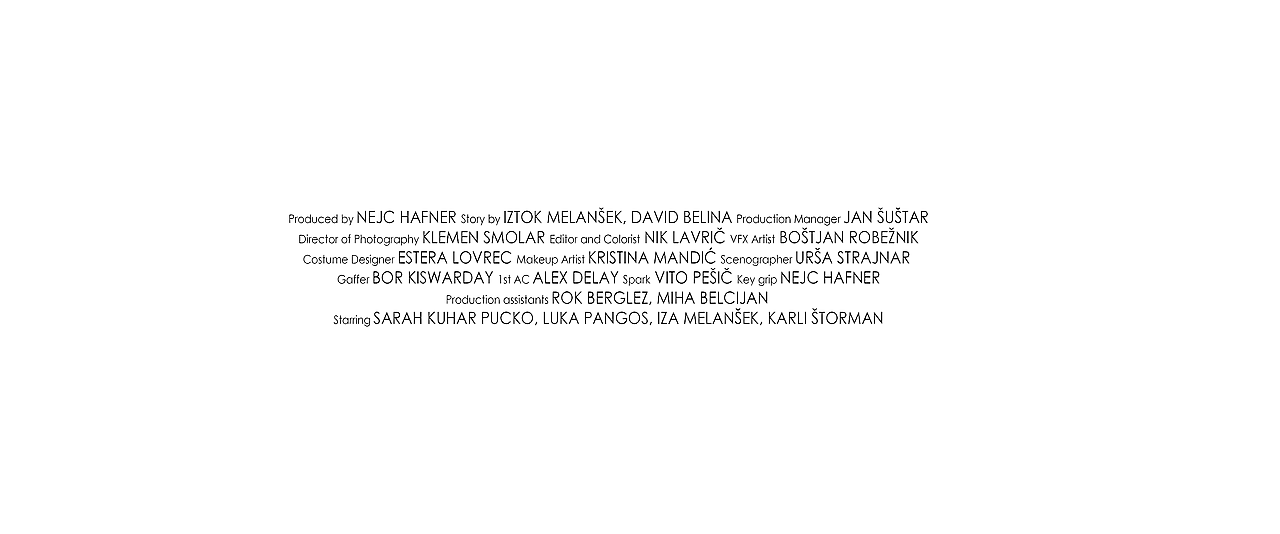 Produced by NEJC HAFNER Story by IZTOK MELANŠEK, DAVID BELINA Production Manager JAN ŠUŠTAR
Director of Photography KLEMEN SMOLAR Editor and Colorist NIK LAVRIČ VFX Artist BOŠTJAN ROBEŽNIK
Costume Designer ESTERA LOVREC Makeup Artist KRISTINA MANDIĆ Scenographer URŠA STRAJNAR
Gaffer BOR KISWARDAY 1st AC ALEX DELAY Spark VITO PEŠIČ Key grip NEJC HAFNER
Production assistants ROK BERGLEZ, MIHA BELCIJAN
Starring SARAH KUHAR PUCKO, LUKA PANGOS, IZA MELANŠEK, KARLI ŠTORMAN